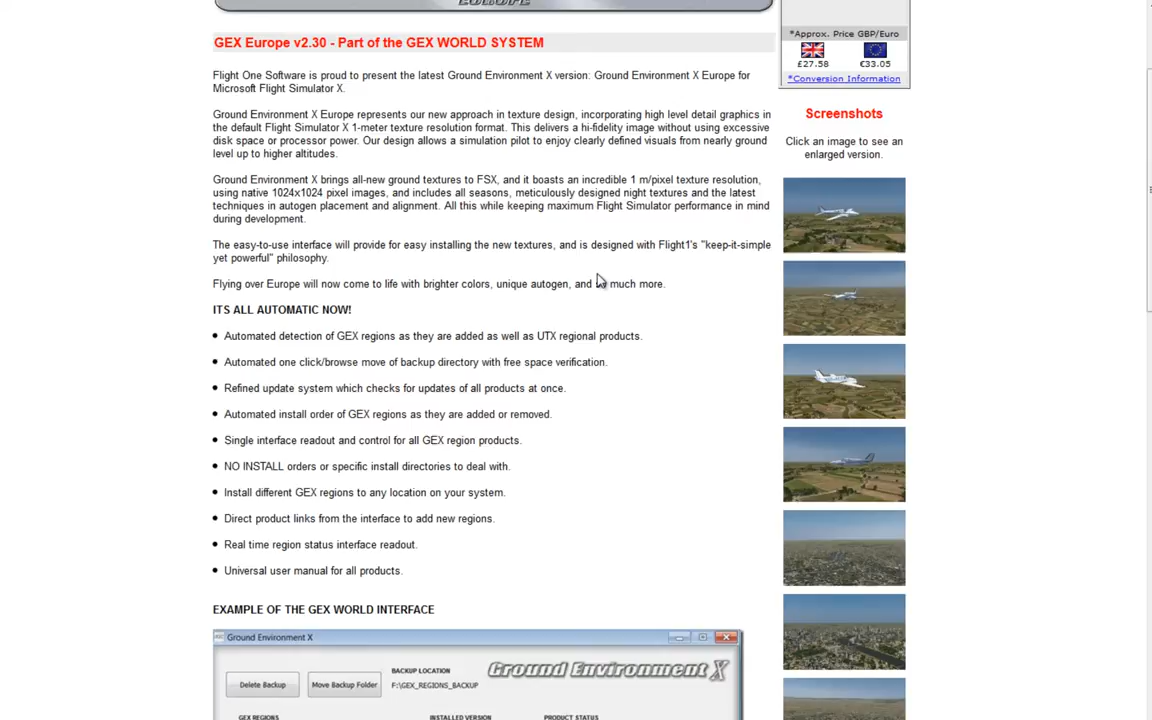 EUROPE
GEX Europe v2.30 - Part of the GEX WORLD SYSTEM
Flight One Software is proud to present the latest Ground Environment X version: Ground Environment X Europe for
Microsoft Flight Simulator X.
Ground Environment X Europe represents our new approach in texture design, incorporating high level detail graphics in
the default Flight Simulator X 1-meter texture resolution format. This delivers a hi-fidelity image without using excessive
disk space or processor power. Our design allows a simulation pilot to enjoy clearly defined visuals from nearly ground
level up to higher altitudes.
Ground Environment X brings all-new ground textures to FSX, and it boasts an incredible 1 m/pixel texture resolution,
using native 1024x1024 pixel images, and includes all seasons, meticulously designed night textures and the latest
techniques in autogen placement and alignment. All this while keeping maximum Flight Simulator performance in mind
during development.
The easy-to-use interface will provide for easy installing the new textures, and is designed with Flight1's "keep-it-simple
yet powerful" philosophy.
Flying over Europe will now come to life with brighter colors, unique autogen, and much more.
ITS ALL AUTOMATIC NOW!
Automated detection of GEX regions as they are added as well as UTX regional products.
Automated one click/browse move of backup directory with free space verification.
Refined update system which checks for updates of all products at once.
Automated install order of GEX regions as they are added or removed.
Single interface readout and control for all GEX region products.
NO INSTALL orders or specific install directories to deal with.
Install different GEX regions to any location on your system.
Direct product links from the interface to add new regions.
Real time region status interface readout.
Universal user manual for all products.
EXAMPLE OF THE GEX WORLD INTERFACE
Ground Environment X
BACKUP LOCATION
Ground Environment X
Delete Backup
Move Backup Folder
F:\GEX_REGIONS_BACKUP
GEX REGIONS
INSTALLED VERSION
PRODUCT STATUS
*Approx. Price GBP/Euro
£27.58
€33.05
*Conversion Information
Screenshots
Click an image to see an
enlarged version.